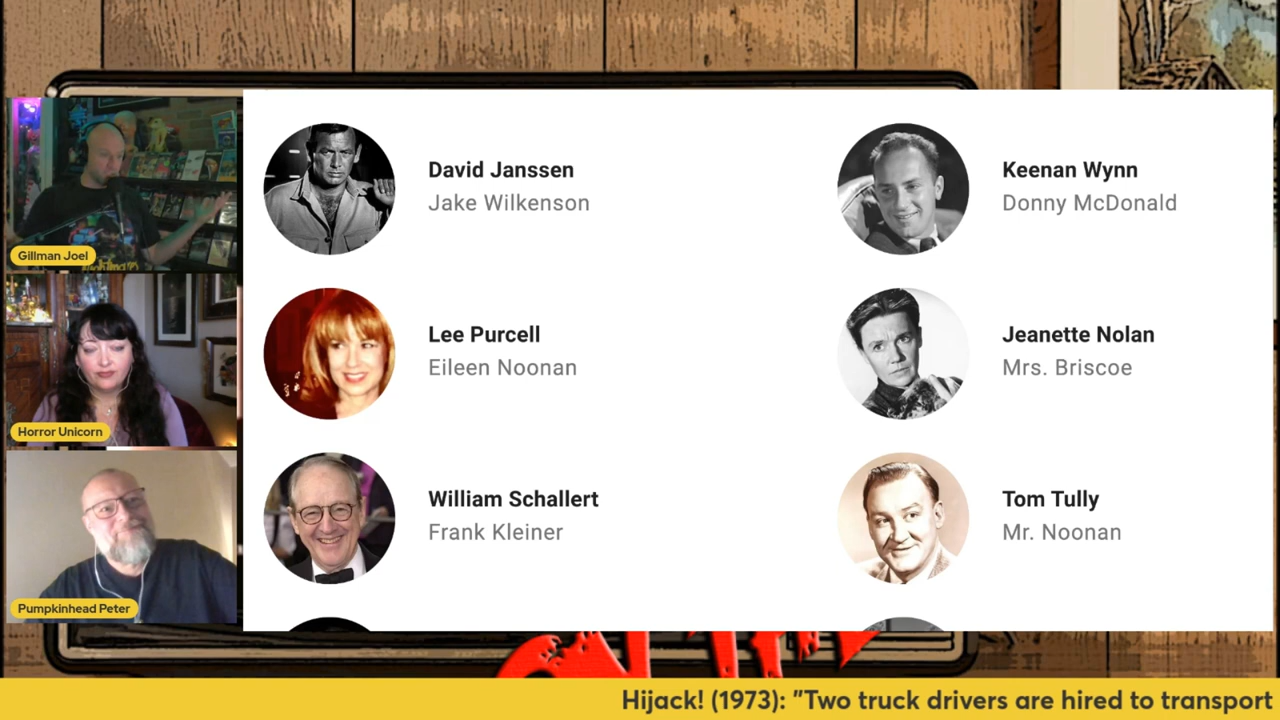 Gillman Joel
Horror Unicorn
Pumpkinhead Peter
David Janssen
Jake Wilkenson
Keenan Wynn
Donny McDonald
Lee Purcell
Eileen Noonan
Jeanette Nolan
Mrs. Briscoe
William Schallert
Frank Kleiner
Tom Tully
Mr. Noonan
Hijack! (1973): "Two truck drivers are hired to transport